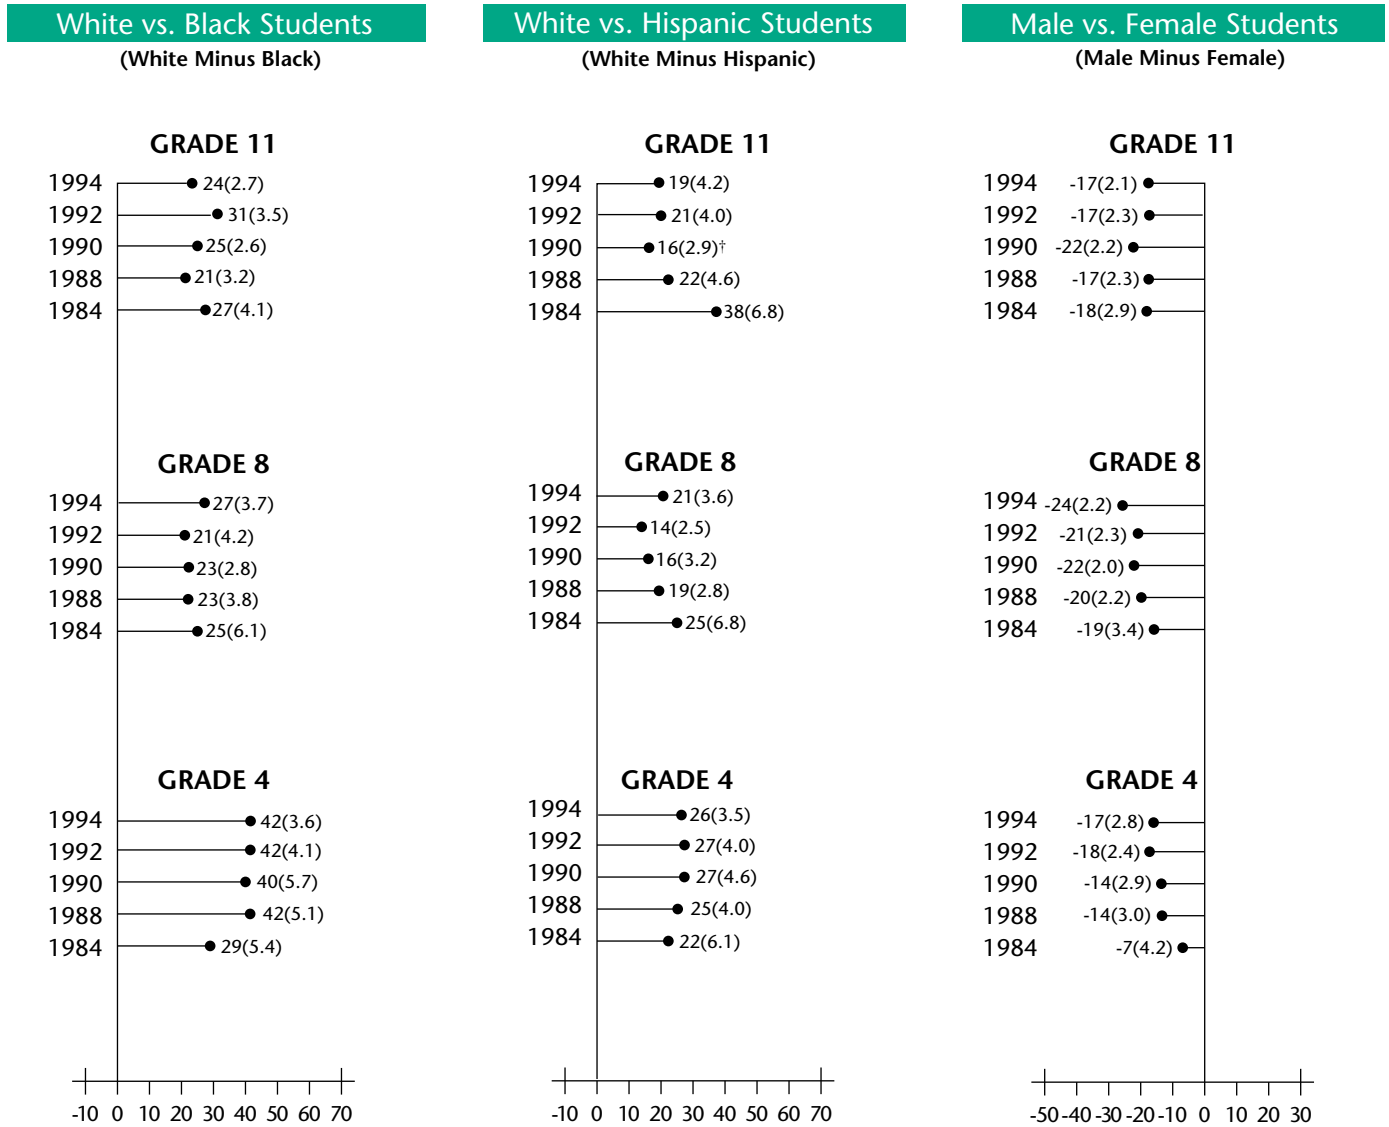 White vs. Black Students
(White Minus Black)
GRADE 11
1994 24(2.7)
1992 31(3.5)
1990 25(2.6)
1988 21(3.2)
1984 27(4.1)
GRADE 8
1994 27(3.7)
1992 21(4.2)
1990 23(2.8)
1988 23(3.8)
1984 25(6.1)
GRADE 4
1994 42(3.6)
1992 42(4.1)
1990 40(5.7)
1988 42(5.1)
1984 29(5.4)
-10 0 10 20 30 40 50 60 70
White vs. Hispanic Students
(White Minus Hispanic)
GRADE 11
1994 19(4.2)
1992 21(4.0)
1990 16(2.9)†
1988 22(4.6)
1984 38(6.8)
GRADE 8
1994 21(3.6)
1992 14(2.5)
1990 16(3.2)
1988 19(2.8)
1984 25(6.8)
GRADE 4
1994 26(3.5)
1992 27(4.0)
1990 27(4.6)
1988 25(4.0)
1984 22(6.1)
-10 0 10 20 30 40 50 60 70
Male vs. Female Students
(Male Minus Female)
GRADE 11
1994 -17(2.1)
1992 -17(2.3)
1990 -22(2.2)
1988 -17(2.3)
1984 -18(2.9)
GRADE 8
1994 -24(2.2)
1992 -21(2.3)
1990 -22(2.0)
1988 -20(2.2)
1984 -19(3.4)
GRADE 4
1994 -17(2.8)
1992 -18(2.4)
1990 -14(2.9)
1988 -14(3.0)
1984 -7(4.2)
-50 -40 -30 -20 -10 0 10 20 30